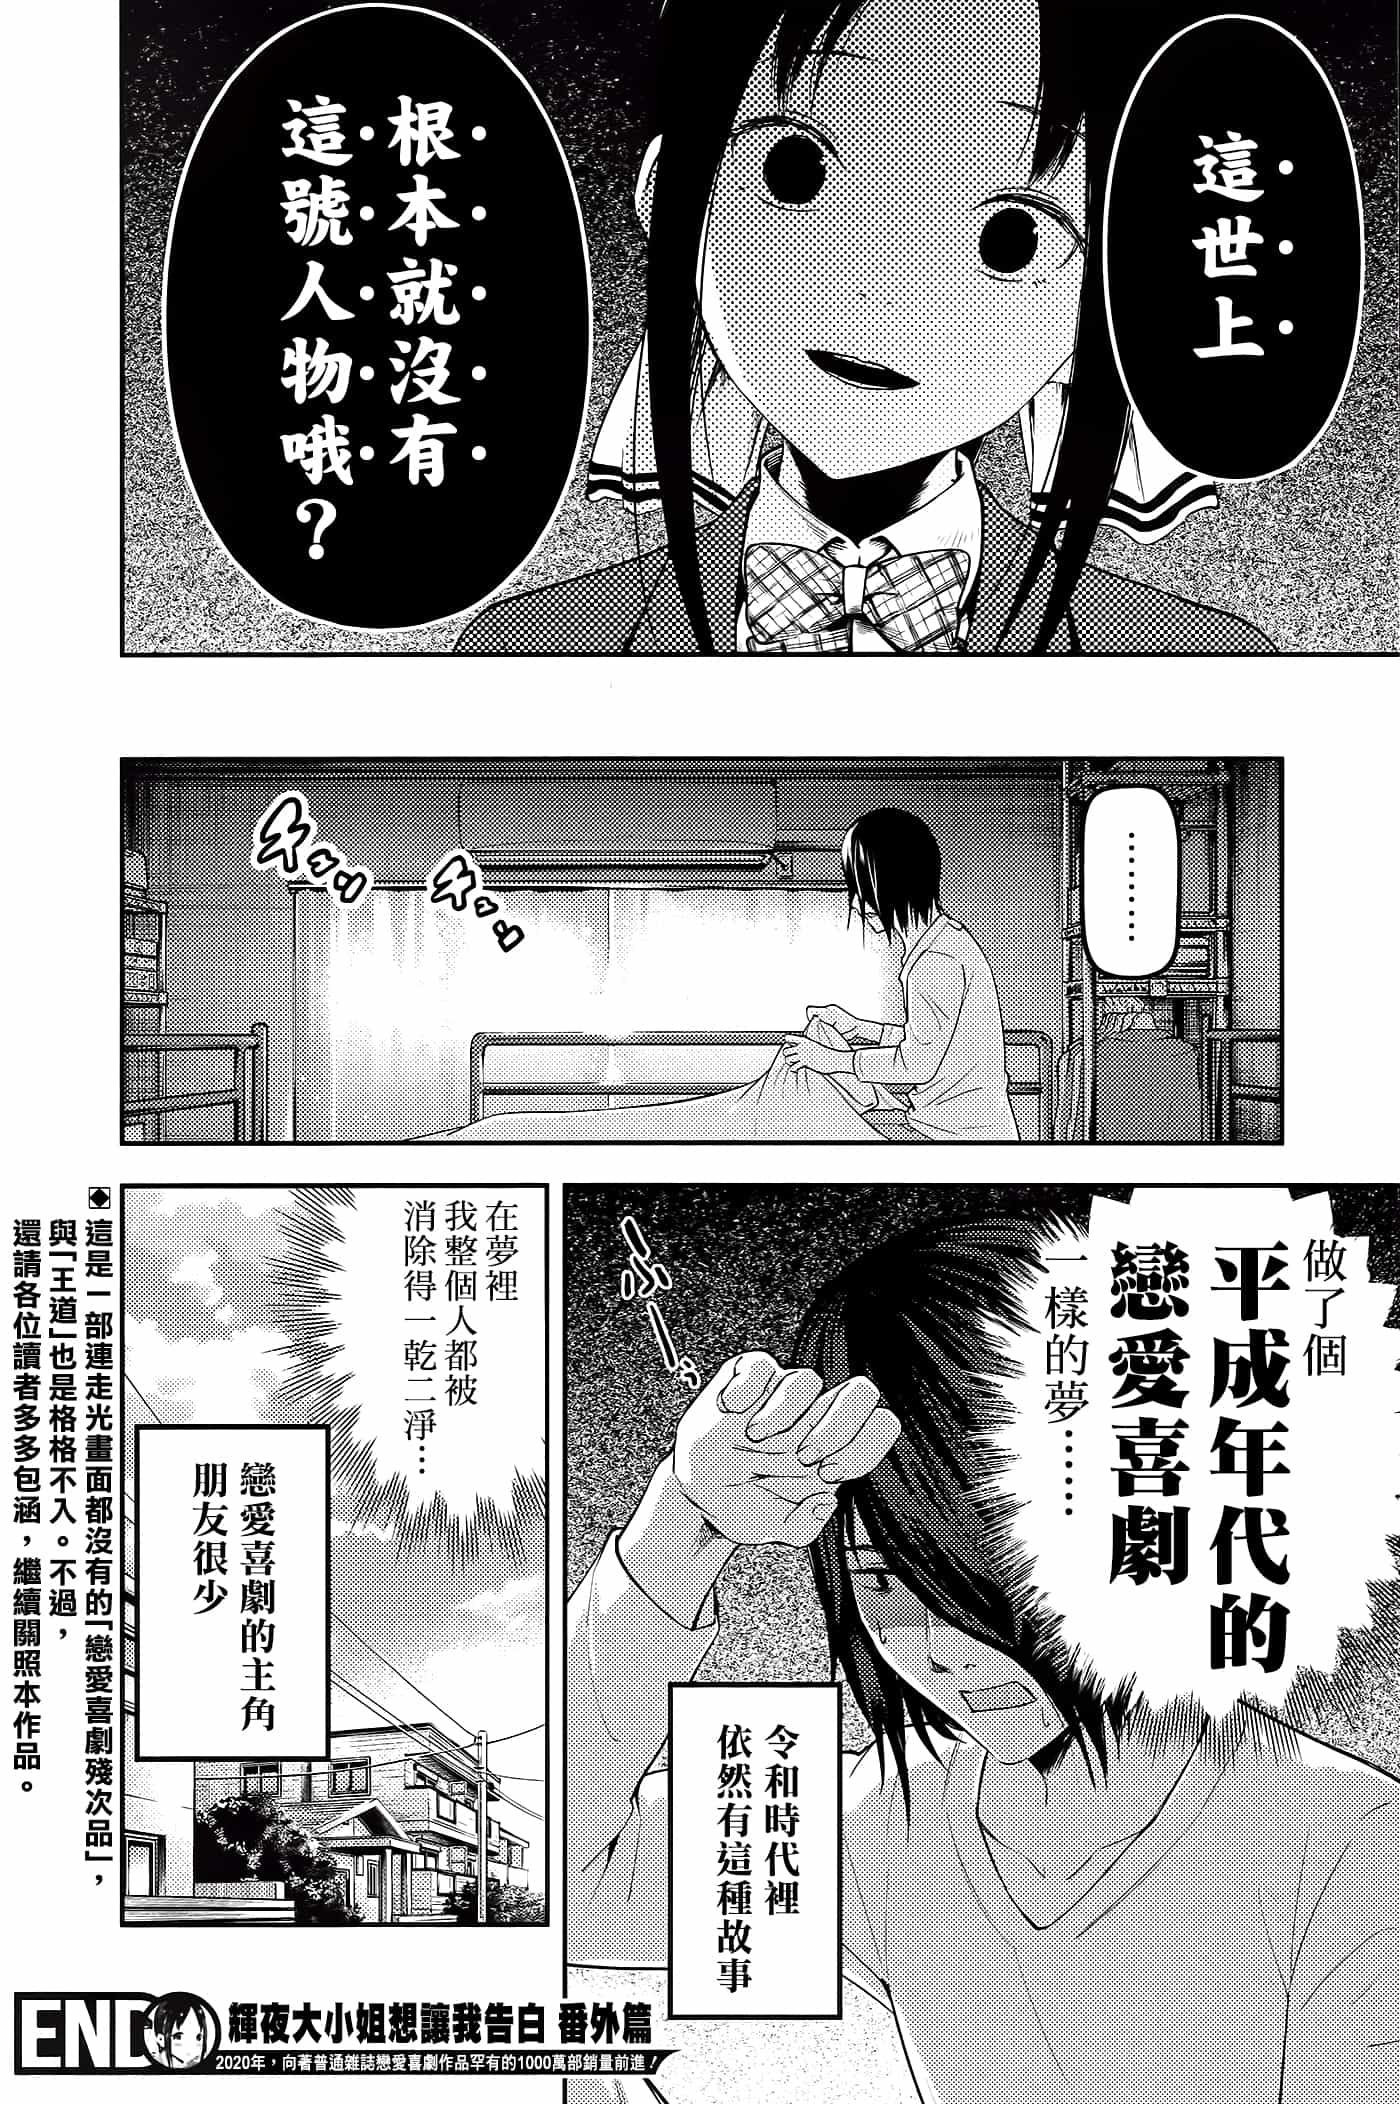 這世上
根本就沒有
這號人物哦?
………
チュン
チュン
做了個
平成年代的
戀愛喜劇
一樣的夢……
令和時代裡
依然有這種故事
在夢裡
我整個人都被
消除得一乾二淨…
戀愛喜劇的主角
朋友很少
◆這是一部連走光畫面都沒有的「戀愛喜劇殘次品」，
與「王道」也是格格不入。不過，
還請各位讀者多多包涵，繼續關照本作品。
END
輝夜大小姐想讓我告白 番外篇
2020年，向著普通雜誌戀愛喜劇作品罕有的1000萬部銷量前進！